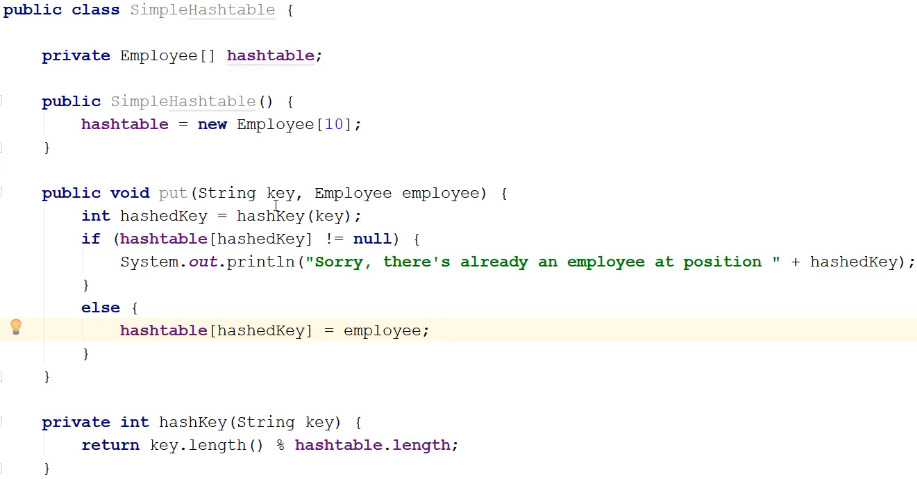 public class SimpleHashtable {
private Employee[] hashtable;
public SimpleHashtable() {
hashtable = new Employee[10];
}
public void put(String key, Employee employee) {
int hashedKey = hashKey(key);
if (hashtable[hashedKey] != null) {
System.out.println("Sorry, there's already an employee at position " + hashedKey);
}
else {
hashtable[hashedKey] = employee;
}
}
private int hashKey(String key) {
return key.length() % hashtable.length;
}